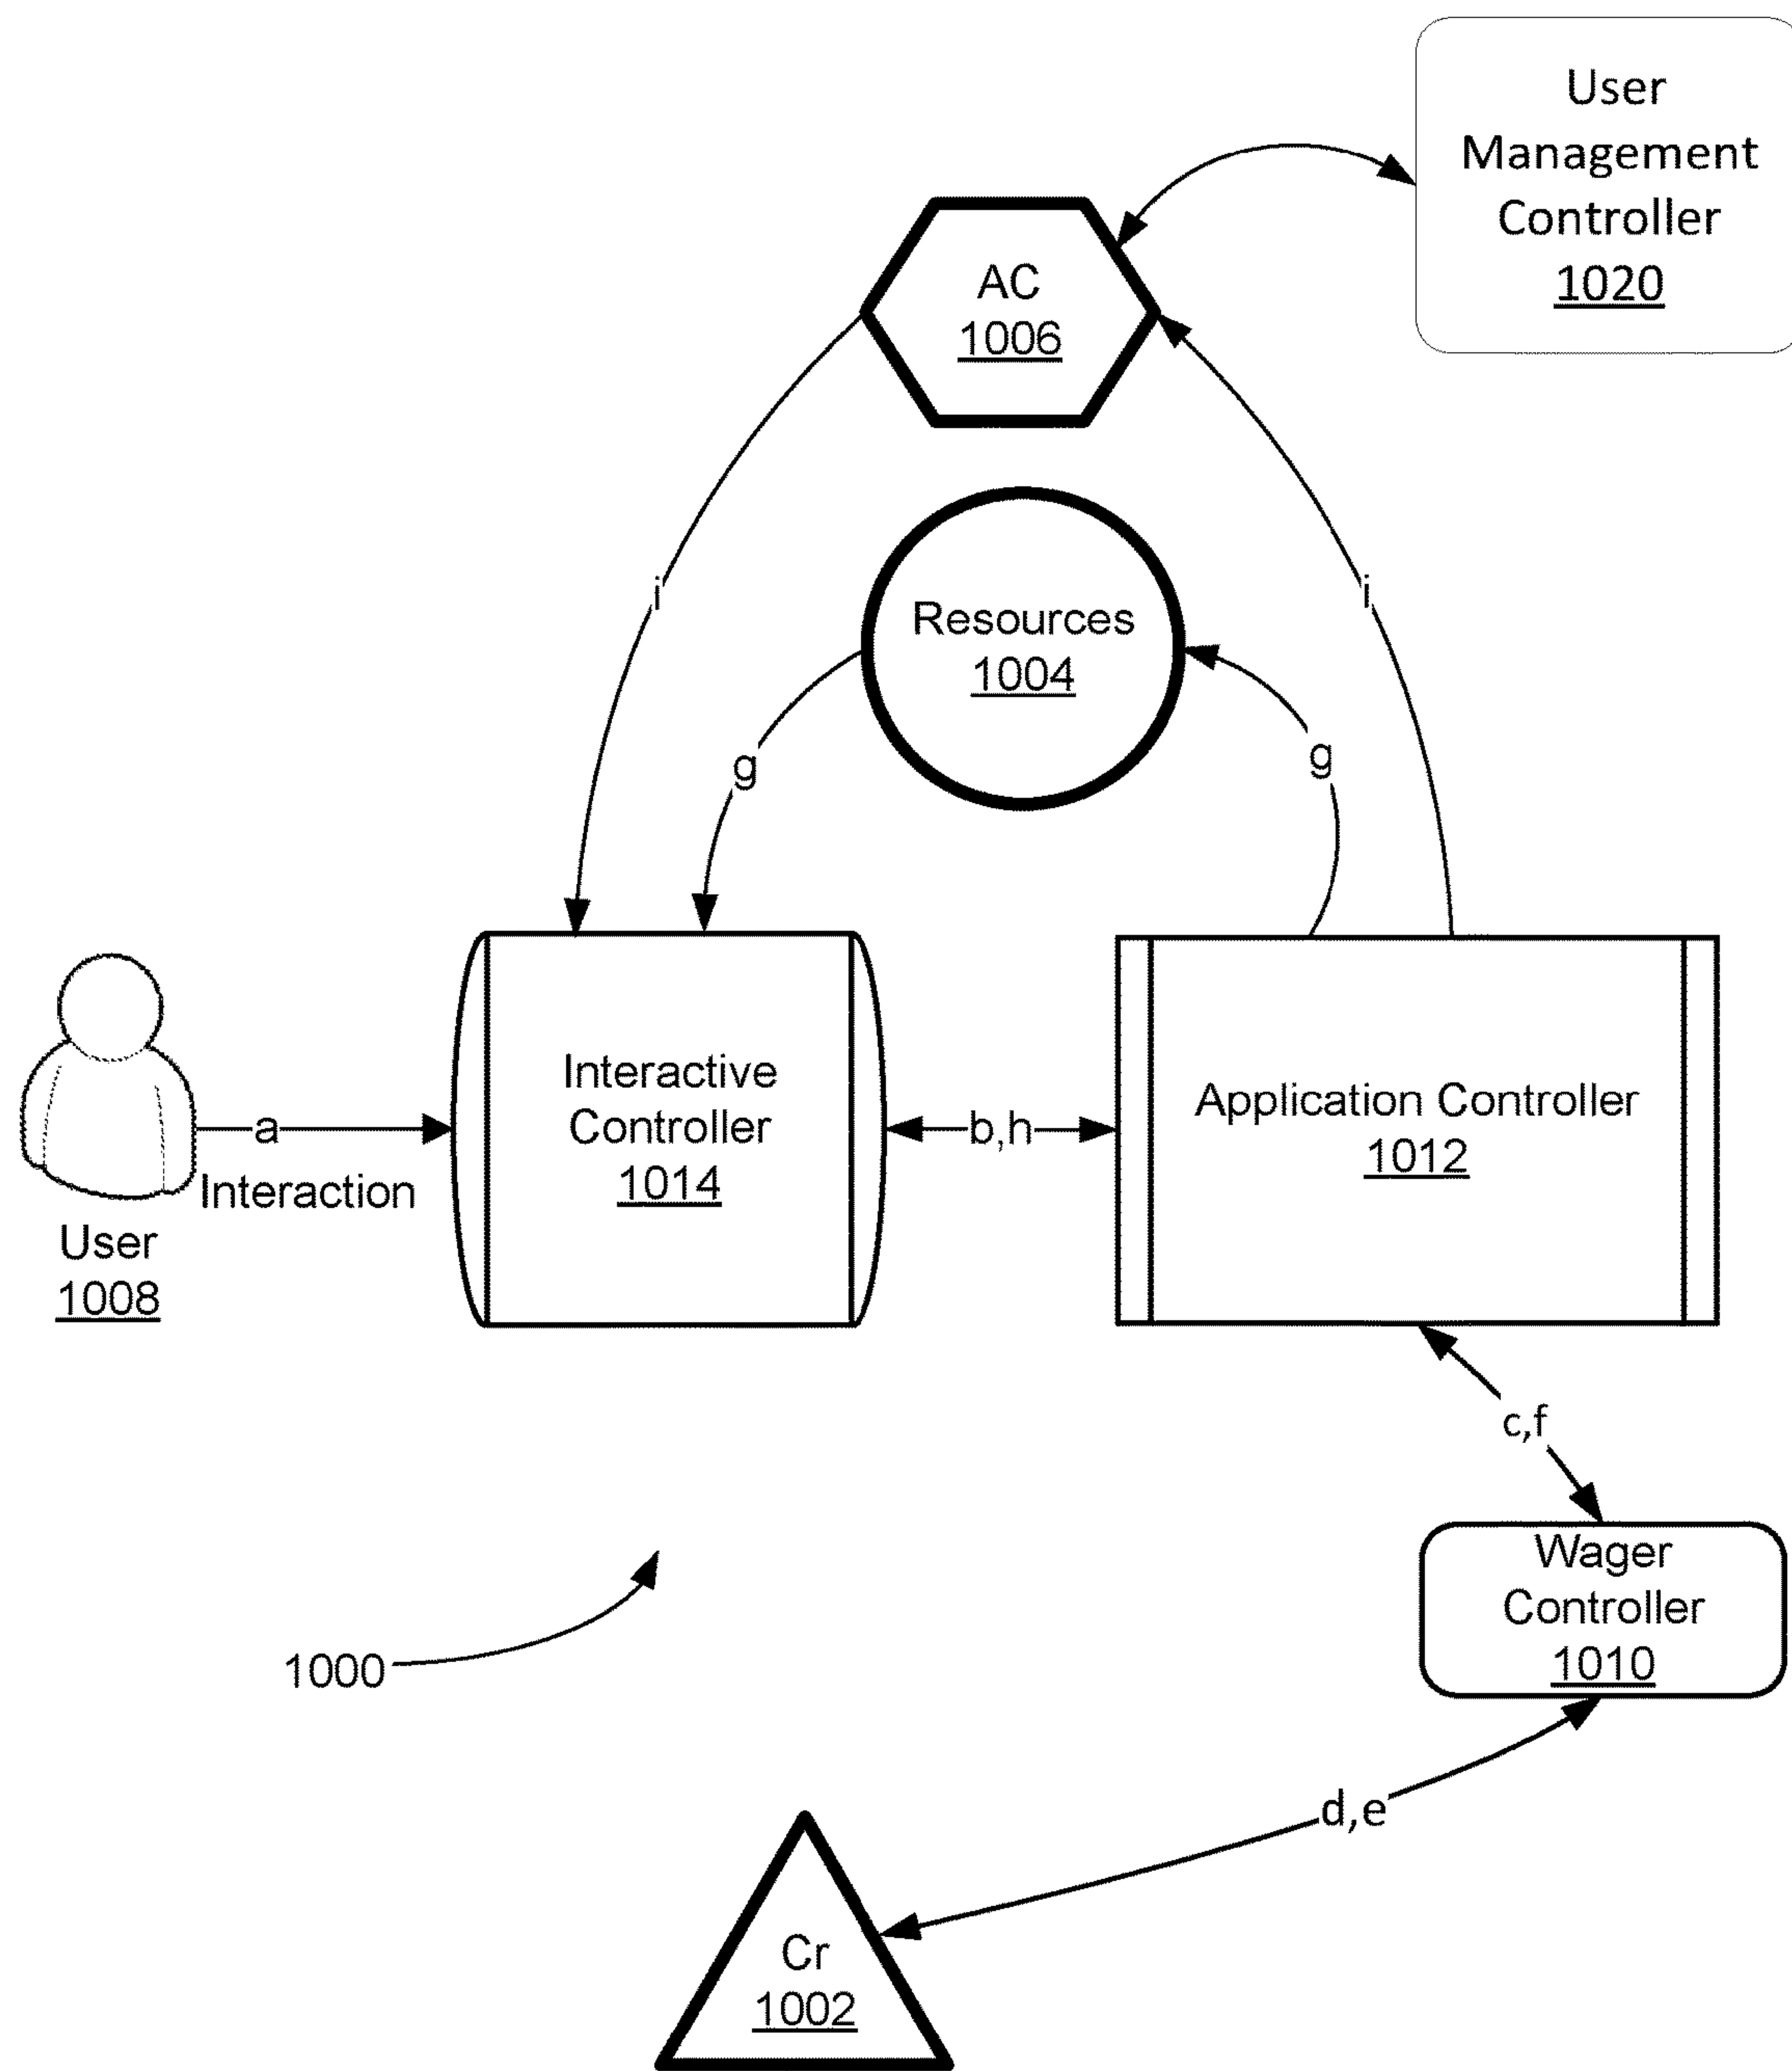 User
Management
Controller
1020
AC
1006
i
i
Resources
1004
g
g
Interactive
Controller
1014
Application Controller
1012
a
Interaction
b,h
User
1008
c,f
Wager
Controller
1010
1000
d,e
Cr
1002